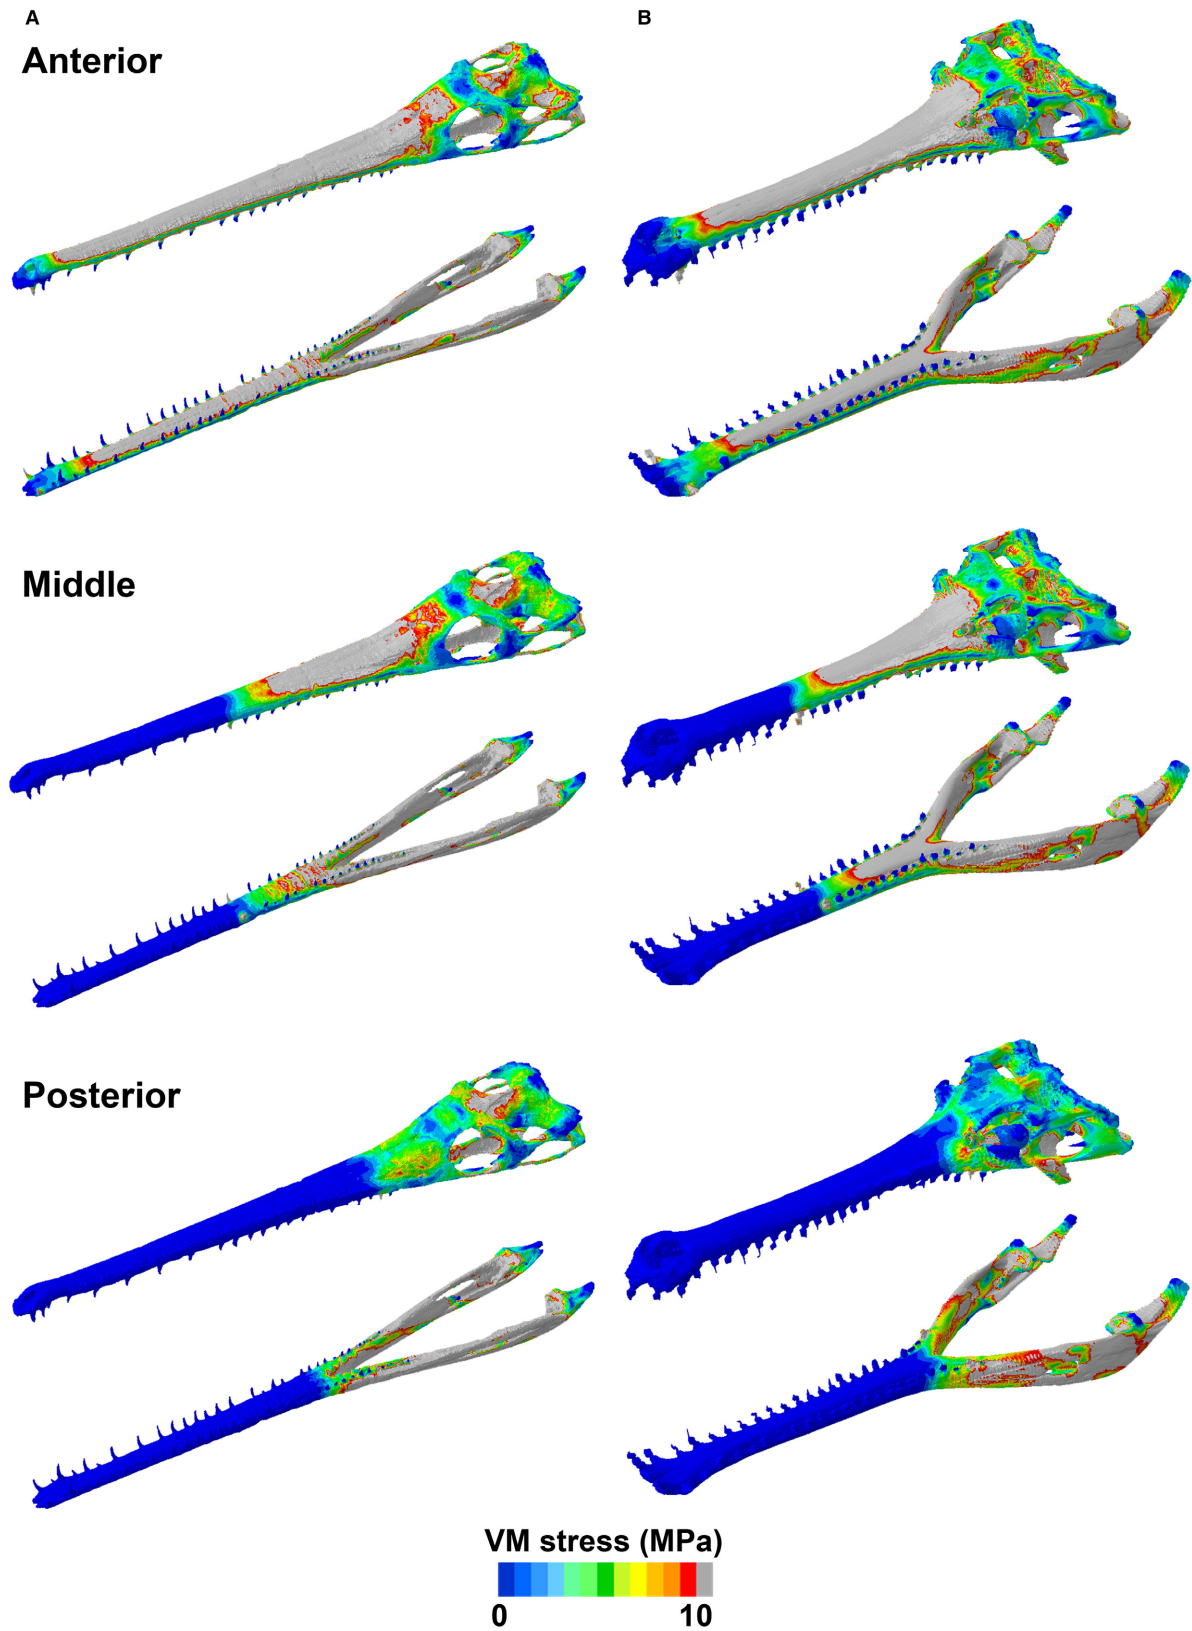 A B
Anterior
Middle
Posterior
VM stress (MPa)
0 10